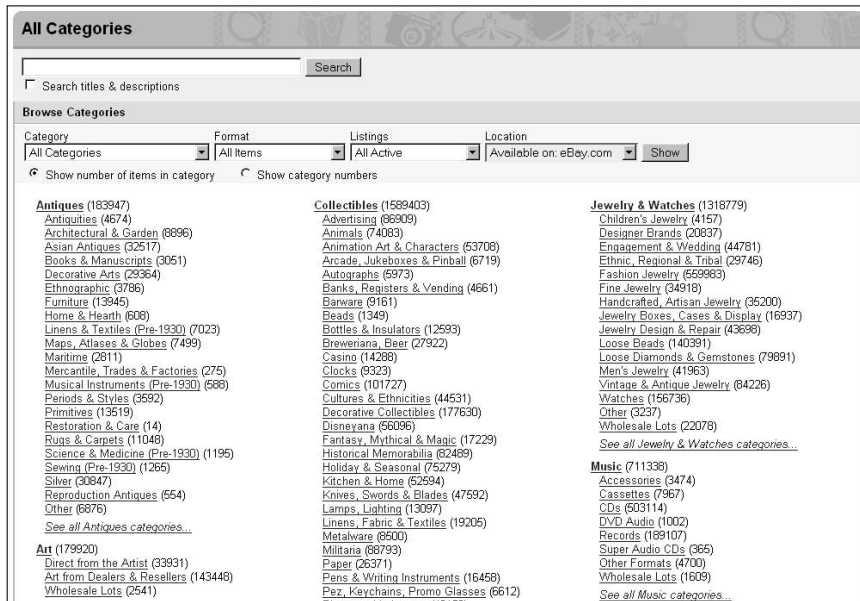 All Categories
Search
Search titles & descriptions
Browse Categories
Category Format Listings Location
All Categories All Items All Active Available on: eBay.com Show
Show number of items in category Show category numbers
Antiques (183947)
Antiquities (4674)
Architectural & Garden (8896)
Asian Antiques (32517)
Books & Manuscripts (3051)
Decorative Arts (29364)
Ethnographic (3786)
Furniture (13945)
Home & Hearth (608)
Linens & Textiles (Pre-1930) (7023)
Maps, Atlases & Globes (7499)
Maritime (2811)
Mercantile, Trades & Factories (275)
Musical Instruments (Pre-1930) (588)
Periods & Styles (3592)
Primitives (13519)
Restoration & Care (14)
Rugs & Carpets (11048)
Science & Medicine (Pre-1930) (1195)
Sewing (Pre-1930) (1265)
Silver (30847)
Reproduction Antiques (554)
Other (6876)
See all Antiques categories...
Art (179920)
Direct from the Artist (33931)
Art from Dealers & Resellers (143448)
Wholesale Lots (2541)
Collectibles (1589403)
Advertising (86909)
Animals (74083)
Animation Art & Characters (53708)
Arcade, Jukeboxes & Pinball (6719)
Autographs (5973)
Banks, Registers & Vending (4661)
Barware (9161)
Beads (1349)
Bottles & Insulators (12593)
Breweriana, Beer (27922)
Casino (14288)
Clocks (9323)
Comics (101727)
Cultures & Ethnicities (44531)
Decorative Collectibles (177630)
Disneyana (56096)
Fantasy, Mythical & Magic (17229)
Historical Memorabilia (82489)
Holiday & Seasonal (75279)
Kitchen & Home (52594)
Knives, Swords & Blades (47592)
Lamps, Lighting (13097)
Linens, Fabric & Textiles (19205)
Metalware (8500)
Militaria (88793)
Paper (26371)
Pens & Writing Instruments (16458)
Pez, Keychains, Promo Glasses (6612)
Jewelry & Watches (1318779)
Children's Jewelry (4157)
Designer Brands (20837)
Engagement & Wedding (44781)
Ethnic, Regional & Tribal (29746)
Fashion Jewelry (559983)
Fine Jewelry (34918)
Handcrafted, Artisan Jewelry (35200)
Jewelry Boxes, Cases & Display (16937)
Jewelry Design & Repair (43698)
Loose Beads (140391)
Loose Diamonds & Gemstones (79891)
Men's Jewelry (41963)
Vintage & Antique Jewelry (84226)
Watches (156736)
Other (3237)
Wholesale Lots (22078)
See all Jewelry & Watches categories...
Music (711338)
Accessories (3474)
Cassettes (7967)
CDs (503114)
DVD Audio (1002)
Records (189107)
Super Audio CDs (365)
Other Formats (4700)
Wholesale Lots (1609)
See all Music categories...